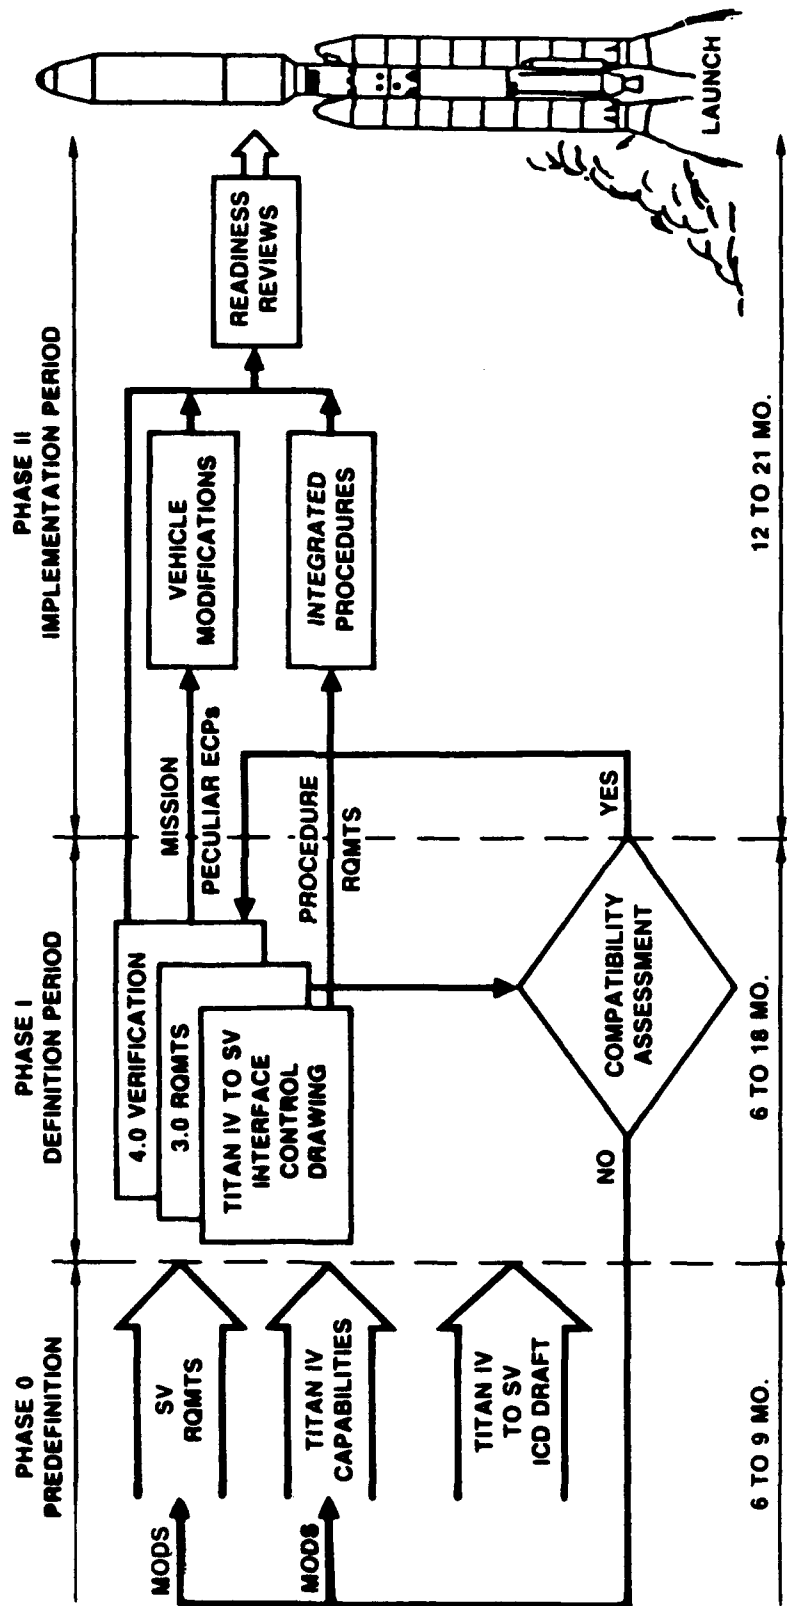 PHASE 0
PREDEFINITION
PHASE I
DEFINITION PERIOD
PHASE II
IMPLEMENTATION PERIOD
MODS
SV
RQMTS
MODS
TITAN IV
CAPABILITIES
TITAN IV
TO SV
ICD DRAFT
4.0 VERIFICATION
3.0 RQMTS
TITAN IV TO SV
INTERFACE
CONTROL
DRAWING
MISSION
PECULIAR ECPs
PROCEDURE
RQMTS
VEHICLE
MODIFICATIONS
INTEGRATED
PROCEDURES
READINESS
REVIEWS
NO
COMPATIBILITY
ASSESSMENT
YES
LAUNCH
6 TO 9 MO.
6 TO 18 MO.
12 TO 21 MO.